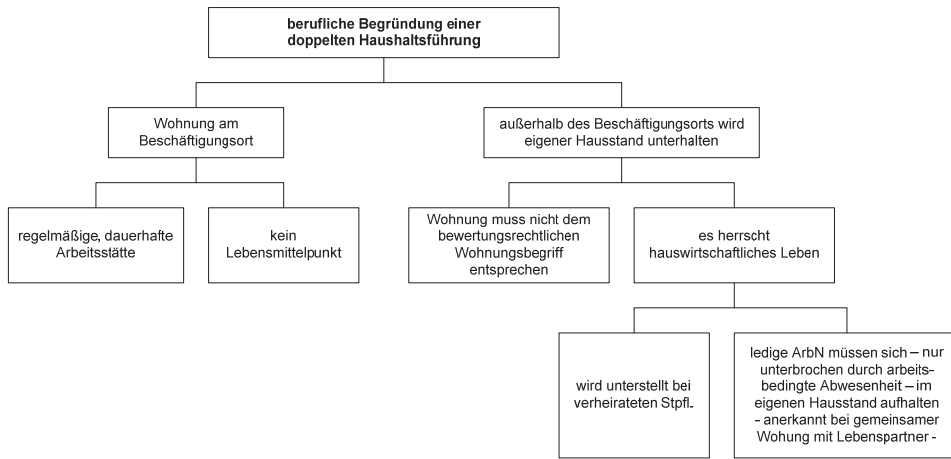 berufliche Begründung einer
doppelten Haushaltsführung
Wohnung am
Beschäftigungsort
außerhalb des Beschäftigungsorts wird
eigener Hausstand unterhalten
regelmäßige, dauerhafte
Arbeitsstätte
kein
Lebensmittelpunkt
Wohnung muss nicht dem
bewertungsrechtlichen
Wohnungsbegriff
entsprechen
es herrscht
hauswirtschaftliches Leben
wird unterstellt bei
verheirateten Stpfl.
ledige ArbN müssen sich – nur
unterbrochen durch arbeits-
bedingte Abwesenheit – im
eigenen Hausstand aufhalten
- anerkannt bei gemeinsamer
Wohung mit Lebenspartner -